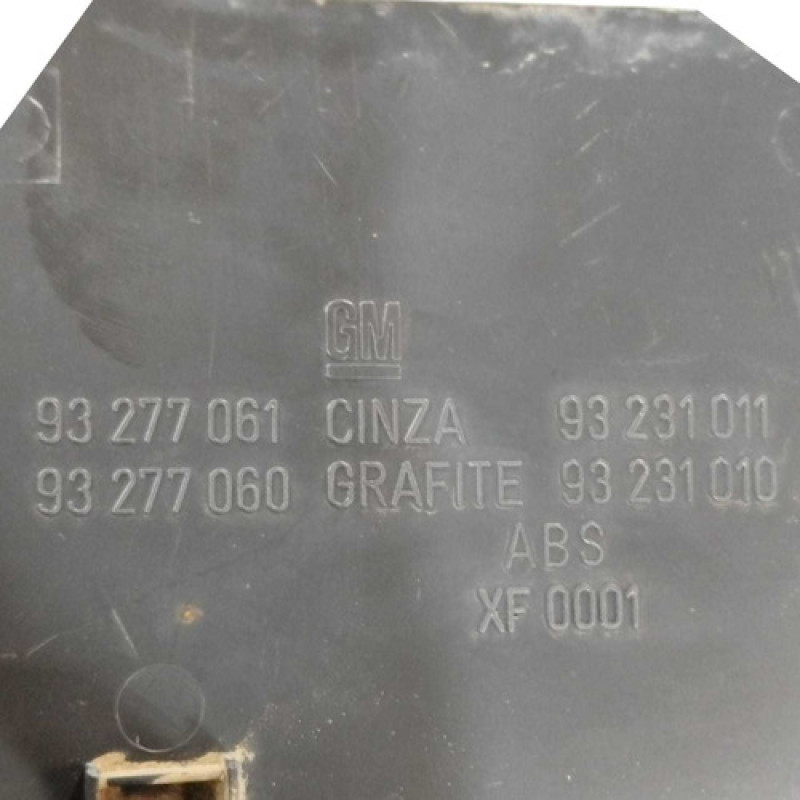 GM
93 277 061 CINZA 93 231 011
93 277 060 GRAFITE 93 231 010
ABS
XF 0001